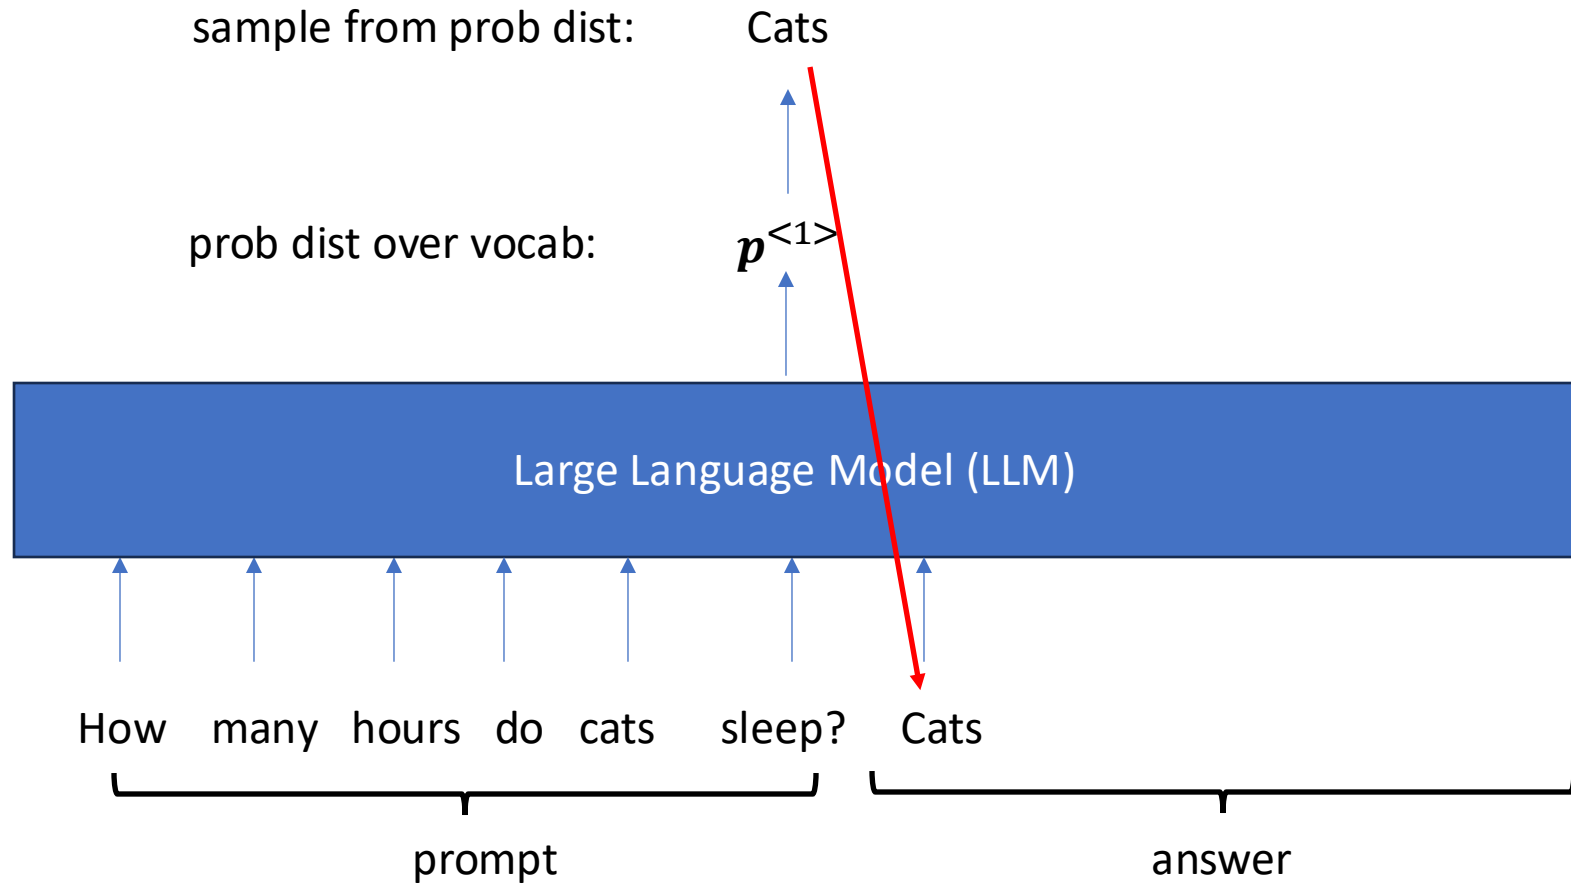 sample from prob dist: Cats
prob dist over vocab: p<1>
Large Language Model (LLM)
How many hours do cats sleep? Cats
prompt answer